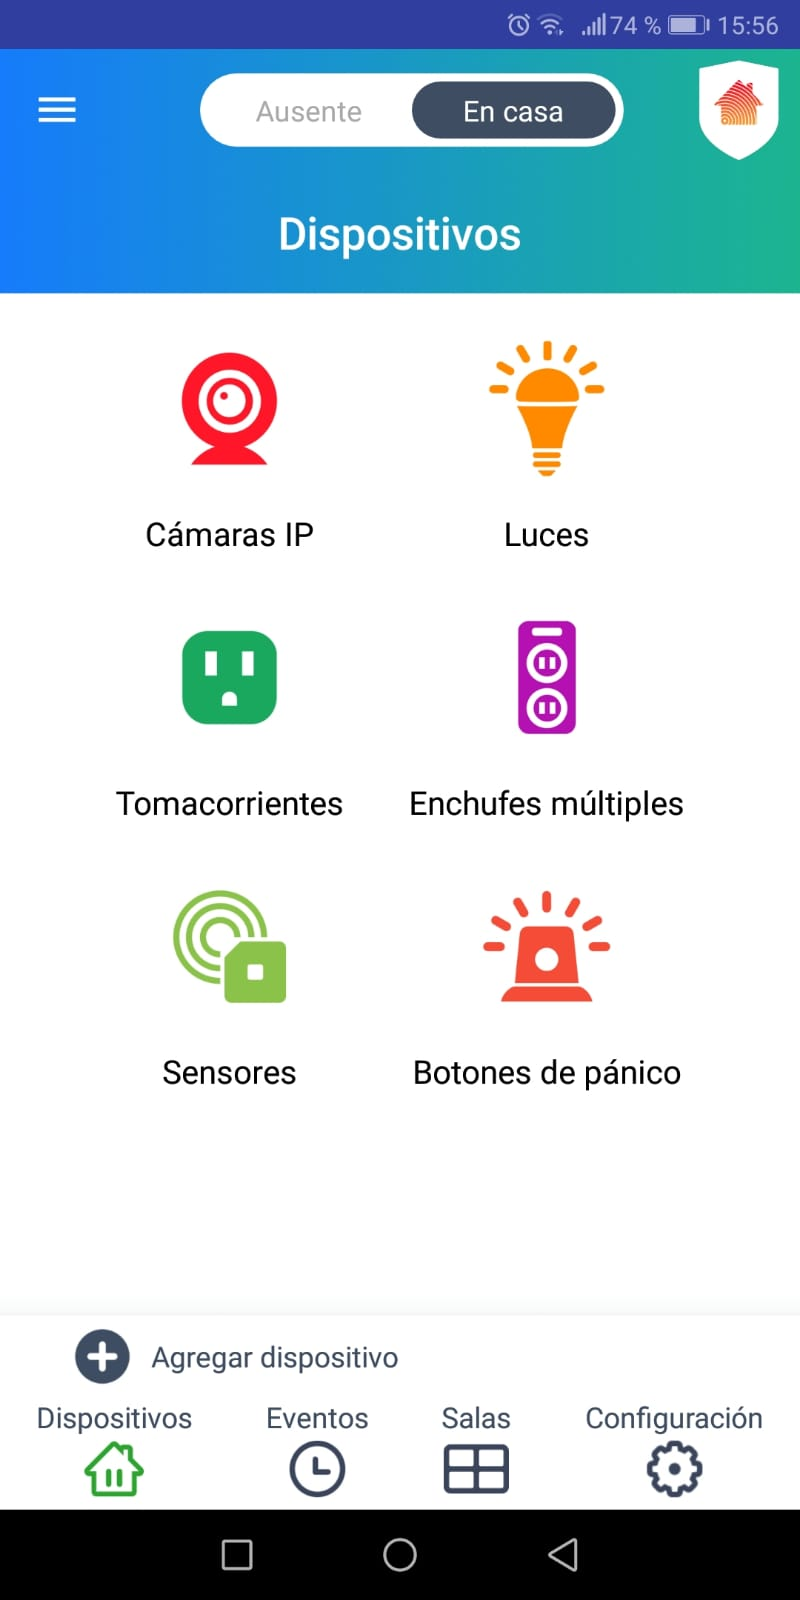 74 % 15:56
Ausente En casa
Dispositivos
Cámaras IP Luces
Tomacorrientes Enchufes múltiples
Sensores Botones de pánico
Agregar dispositivo
Dispositivos Eventos Salas Configuración